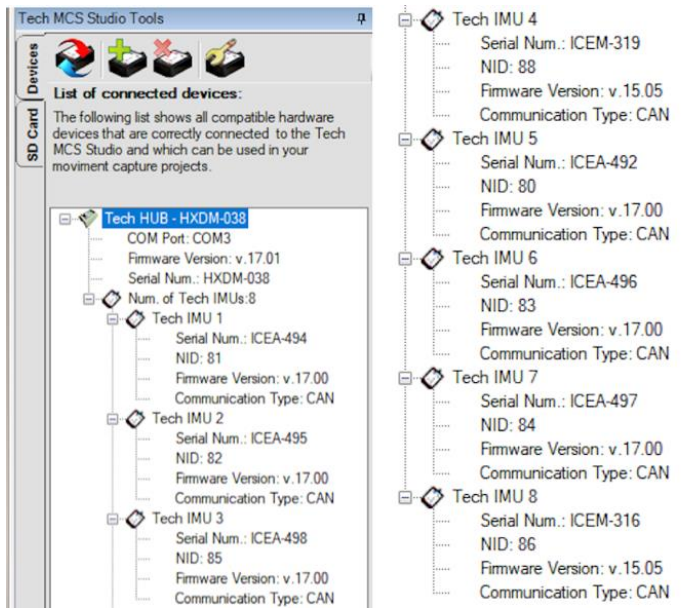 Tech MCS Studio Tools
Devices
SD Card
List of connected devices:
The following list shows all compatible hardware
devices that are correctly connected to the Tech
MCS Studio and which can be used in your
moviment capture projects.
Tech HUB - HXDM-038
COM Port: COM3
Firmware Version: v.17.01
Serial Num.: HXDM-038
Num. of Tech IMUs:8
Tech IMU 1
Serial Num.: ICEA-494
NID: 81
Firmware Version: v.17.00
Communication Type: CAN
Tech IMU 2
Serial Num.: ICEA-495
NID: 82
Firmware Version: v.17.00
Communication Type: CAN
Tech IMU 3
Serial Num.: ICEA-498
NID: 85
Firmware Version: v.17.00
Communication Type: CAN
Tech IMU 4
Serial Num.: ICEM-319
NID: 88
Firmware Version: v.15.05
Communication Type: CAN
Tech IMU 5
Serial Num.: ICEA-492
NID: 80
Firmware Version: v.17.00
Communication Type: CAN
Tech IMU 6
Serial Num.: ICEA-496
NID: 83
Firmware Version: v.17.00
Communication Type: CAN
Tech IMU 7
Serial Num.: ICEA-497
NID: 84
Firmware Version: v.17.00
Communication Type: CAN
Tech IMU 8
Serial Num.: ICEM-316
NID: 86
Firmware Version: v.15.05
Communication Type: CAN